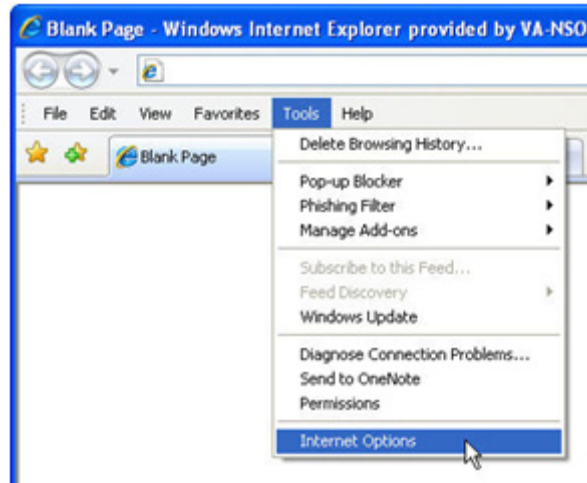 Blank Page - Windows Internet Explorer provided by VA-NSO
File Edit View Favorites Tools Help
Blank Page
Delete Browsing History...
Pop-up Blocker
Phishing Filter
Manage Add-ons
Subscribe to this Feed...
Feed Discovery
Windows Update
Diagnose Connection Problems...
Send to OneNote
Permissions
Internet Options